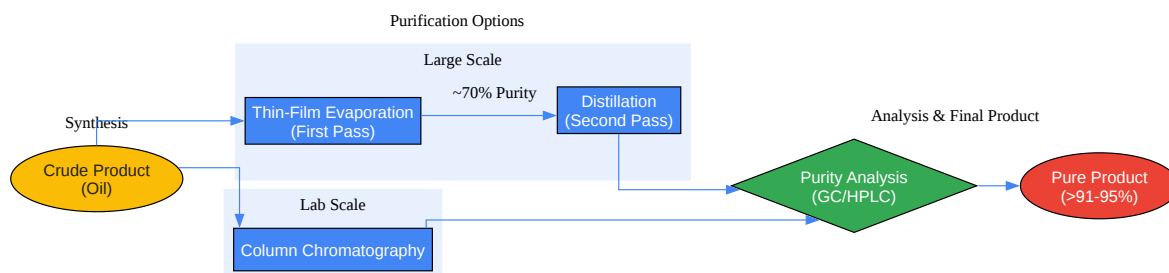 Purification Options
Large Scale
~70% Purity
Thin-Film Evaporation
(First Pass)
Distillation
(Second Pass)
Synthesis
Crude Product
(Oil)
Lab Scale
Column Chromatography
Analysis & Final Product
Purity Analysis
(GC/HPLC)
Pure Product
(>91-95%)